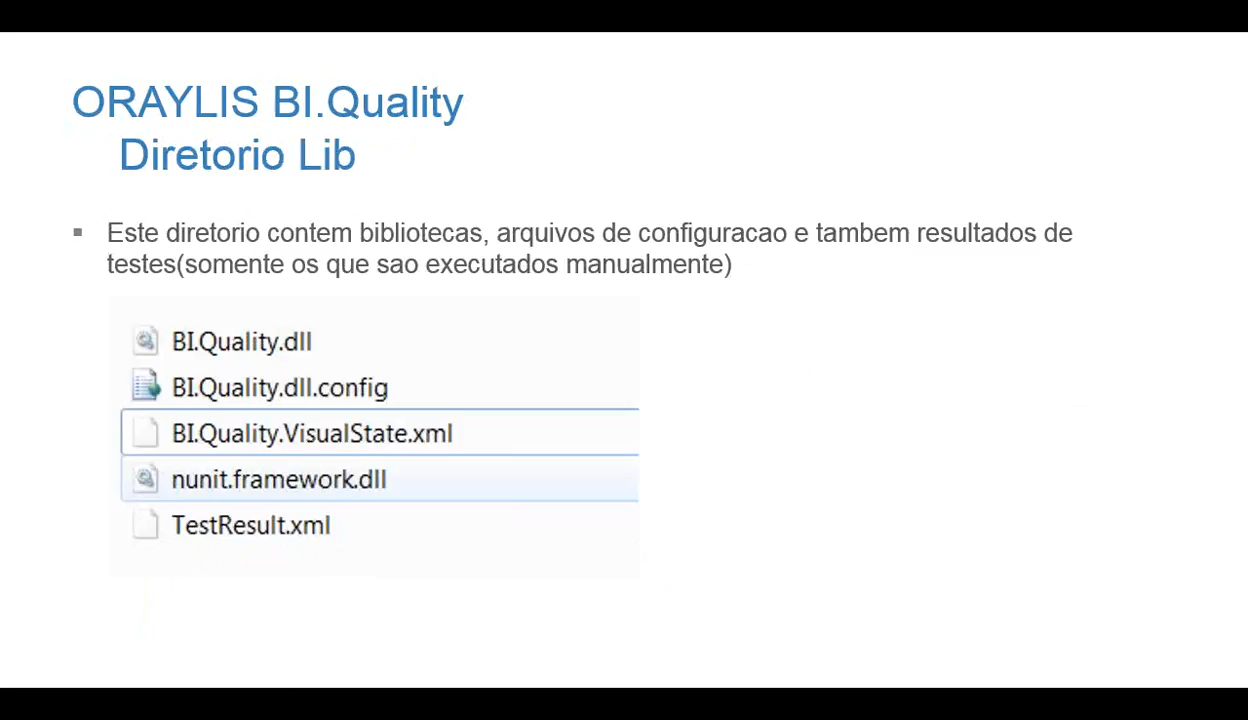 ORAYLIS BI.Quality
Diretorio Lib
Este diretorio contem bibliotecas, arquivos de configuracao e tambem resultados de
testes(somente os que sao executados manualmente)
BI.Quality.dll
BI.Quality.dll.config
BI.Quality.VisualState.xml
nunit.framework.dll
TestResult.xml